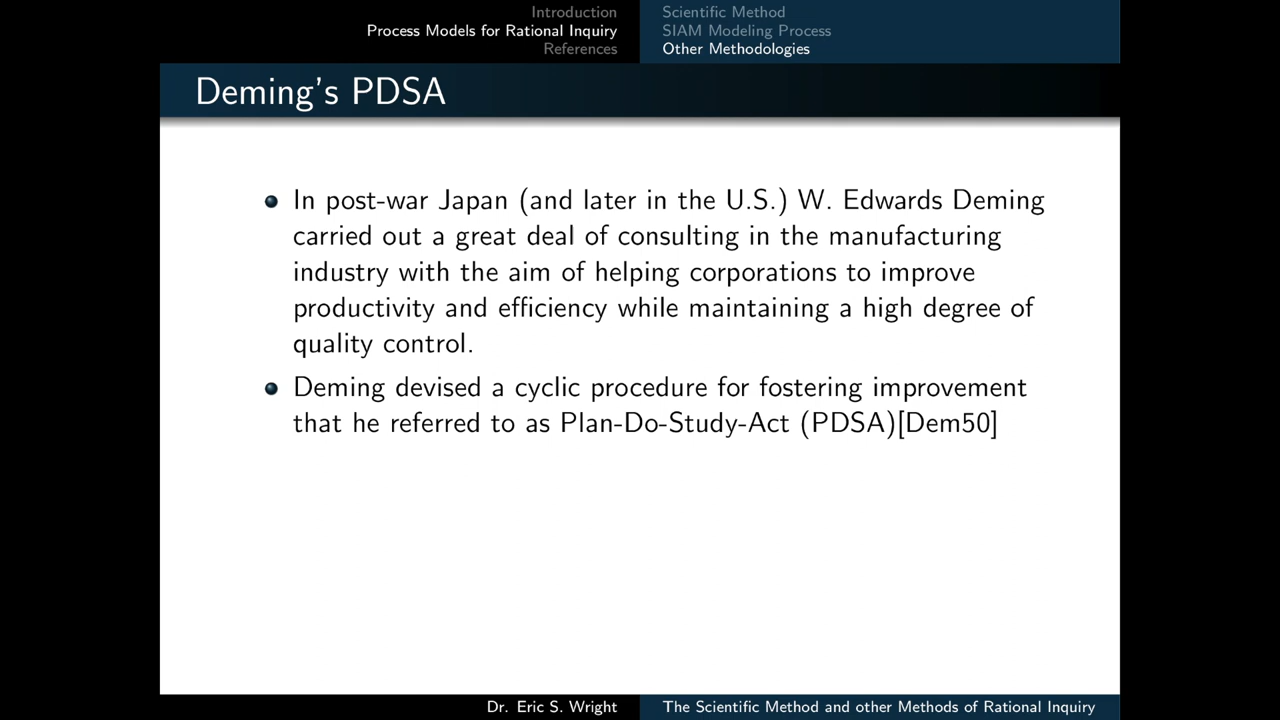 Introduction
Process Models for Rational Inquiry
References
Scientific Method
SIAM Modeling Process
Other Methodologies
Deming's PDSA
In post-war Japan (and later in the U.S.) W. Edwards Deming
carried out a great deal of consulting in the manufacturing
industry with the aim of helping corporations to improve
productivity and efficiency while maintaining a high degree of
quality control.
Deming devised a cyclic procedure for fostering improvement
that he referred to as Plan-Do-Study-Act (PDSA)[Dem50]
Dr. Eric S. Wright
The Scientific Method and other Methods of Rational Inquiry